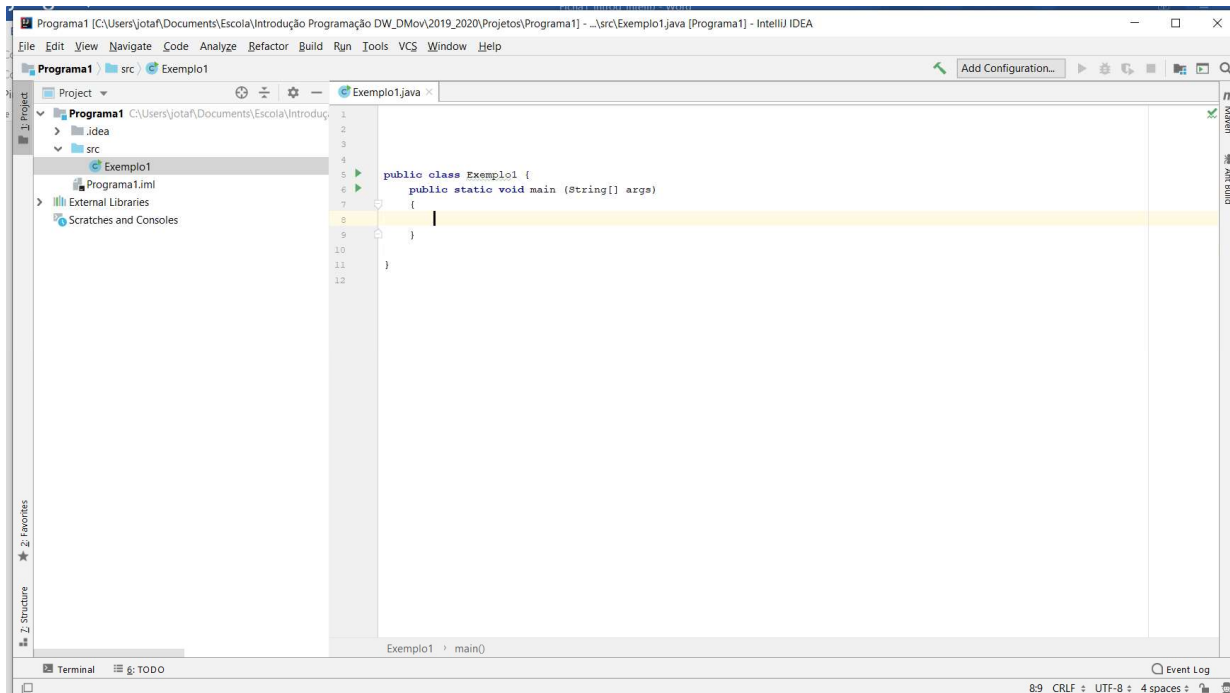 Programa1 [C:\Users\jotaf\Documents\Escola\Introdução Programação DW_DMov\2019_2020\Projetos\Programa1] - ...\src\Exemplo1.java [Programa1] - IntelliJ IDEA
File Edit View Navigate Code Analyze Refactor Build Run Tools VCS Window Help
Programa1 src Exemplo1 Add Configuration...
1: Project
Project
Exemplo1.java
Programa1 C:\Users\jotaf\Documents\Escola\Introduç
.idea
src
Exemplo1
Programa1.iml
External Libraries
Scratches and Consoles
1
2
3
4
5 public class Exemplo1 {
6 public static void main (String[] args)
7 {
8
9 }
10
11 }
12
Maven
Ant Build
2: Favorites
7: Structure
Exemplo1 main()
Terminal 6: TODO Event Log
8:9 CRLF UTF-8 4 spaces